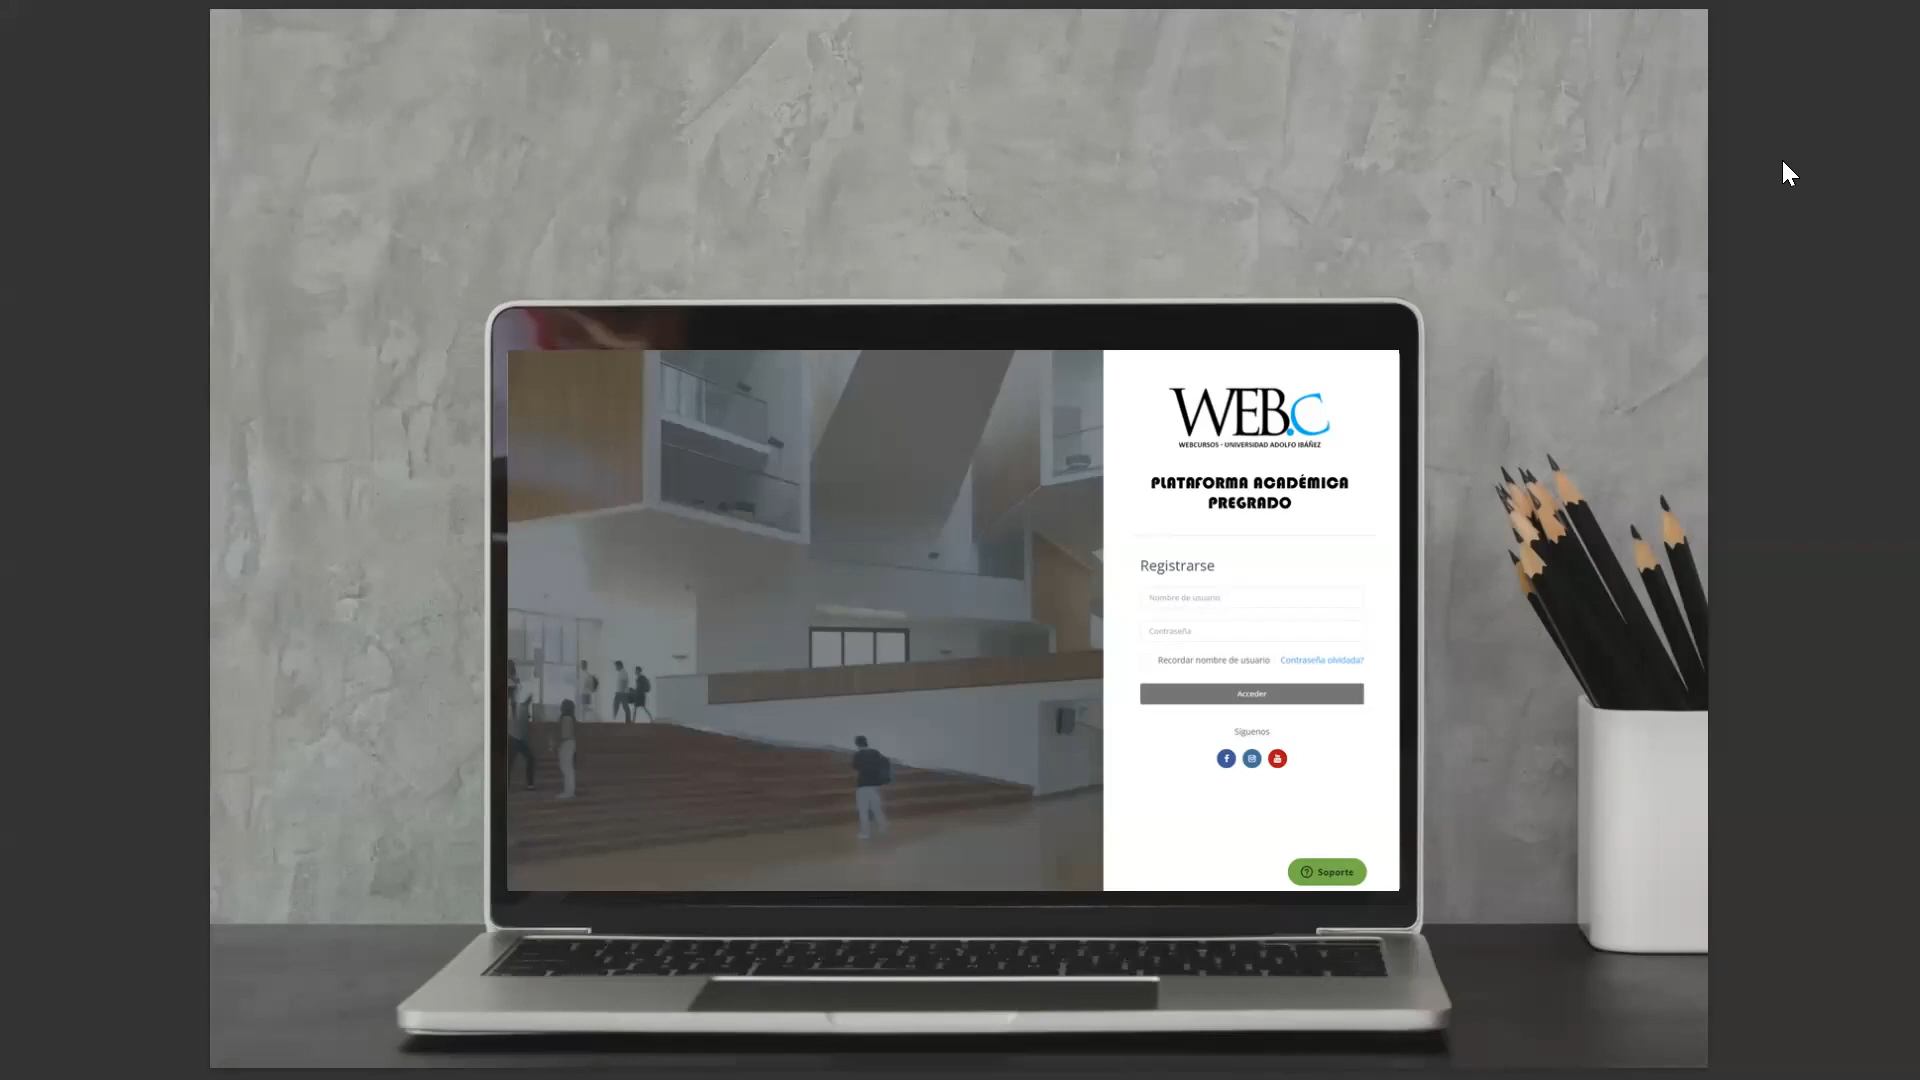 WEB.C
WEBCURSOS - UNIVERSIDAD ADOLFO IBÁÑEZ
PLATAFORMA ACADÉMICA
PREGRADO
Registrarse
Nombre de usuario
Contraseña
Recordar nombre de usuario Contraseña olvidada?
Acceder
Síguenos
Soporte